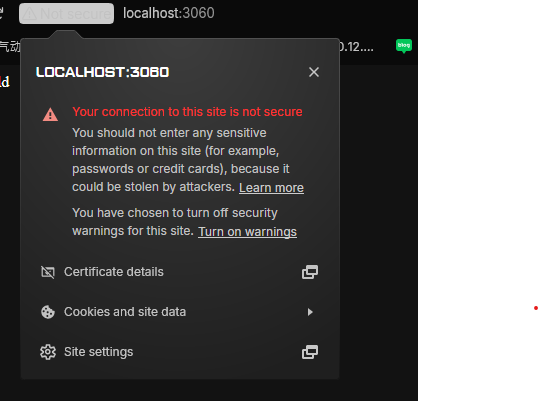 Not secure localhost:3060
气动
0.12....
blog
ld
LOCALHOST:3060
Your connection to this site is not secure
You should not enter any sensitive
information on this site (for example,
passwords or credit cards), because it
could be stolen by attackers. Learn more
You have chosen to turn off security
warnings for this site. Turn on warnings
Certificate details
Cookies and site data
Site settings